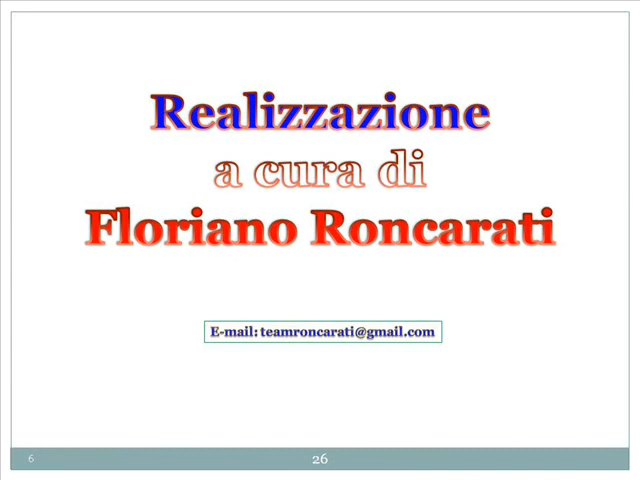 Realizzazione
a cura di
Floriano Roncarati
E-mail: teamroncarati@gmail.com
6
26